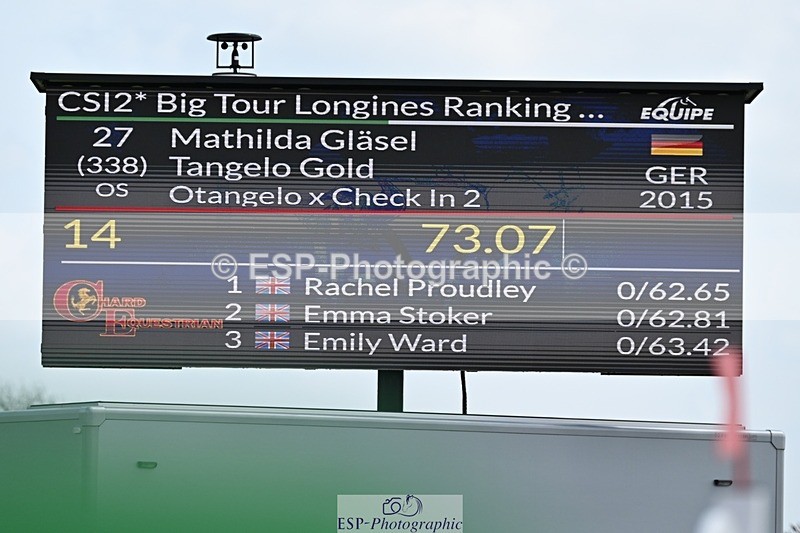 CSI2* Big Tour Longines Ranking ... EQUIPE
27 Mathilda Gläsel
(338) Tangelo Gold GER
OS Otangelo x Check In 2 2015
14 73.07
© ESP-Photographic ©
1 Rachel Proudley 0/62.65
2 Emma Stoker 0/62.81
3 Emily Ward 0/63.42
CHARD
EQUESTRIAN
ESP-Photographic